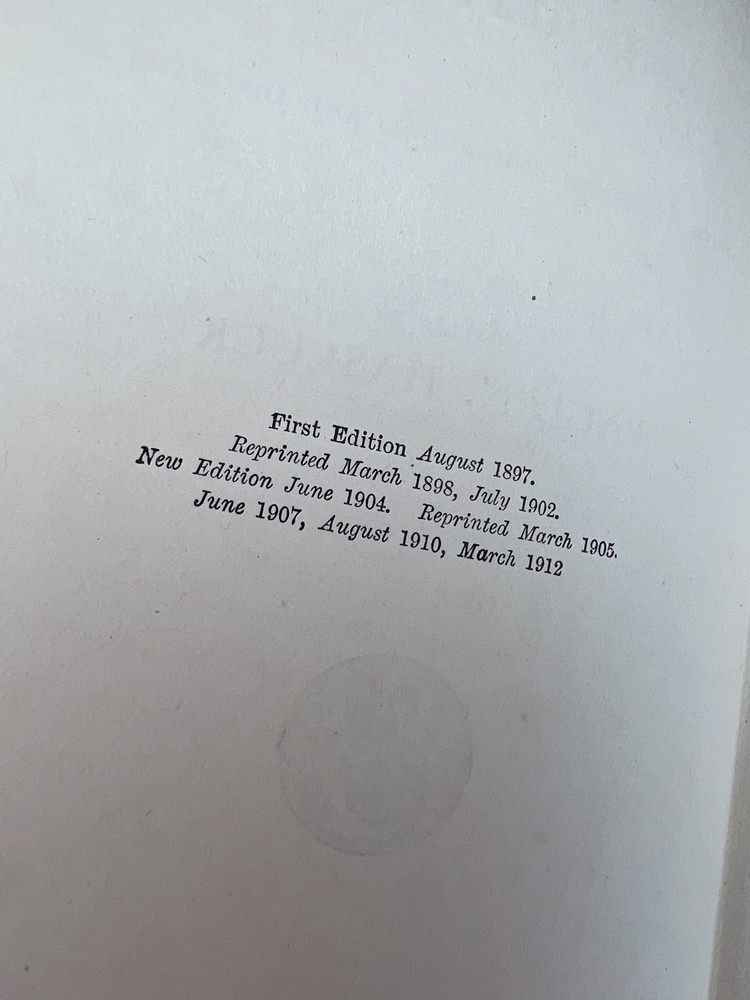 First Edition August 1897.
Reprinted March 1898, July 1902.
New Edition June 1904. Reprinted March 1905.
June 1907, August 1910, March 1912